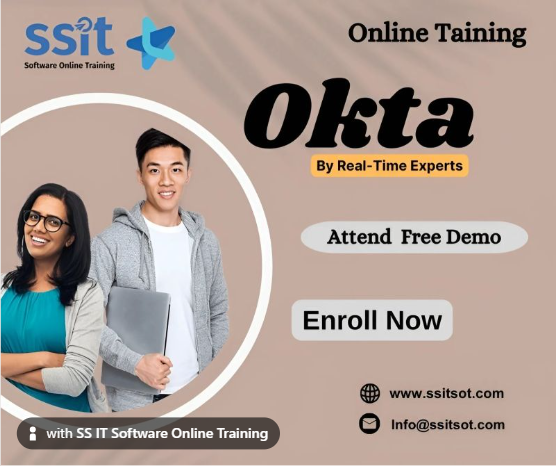 ssit
Software Online Training
Online Taining
Okta
By Real-Time Experts
Attend Free Demo
Enroll Now
www.ssitsot.com
Info@ssitsot.com
with SS IT Software Online Training